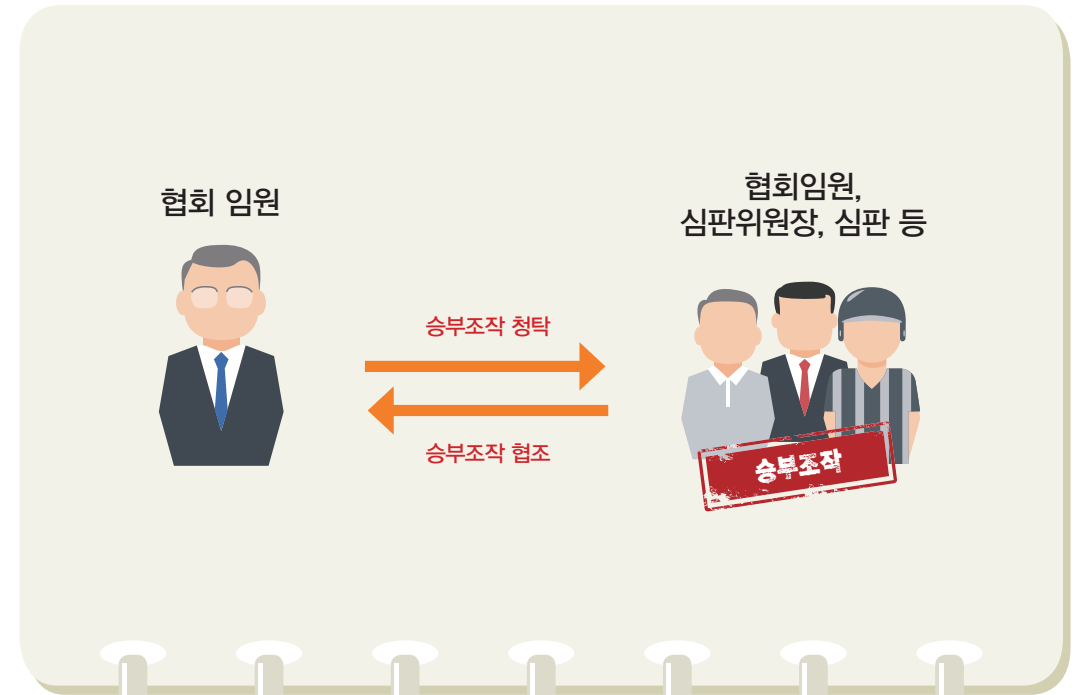 협회 임원
협회임원,
심판위원장, 심판 등
승부조작 청탁
승부조작 협조
승부조작